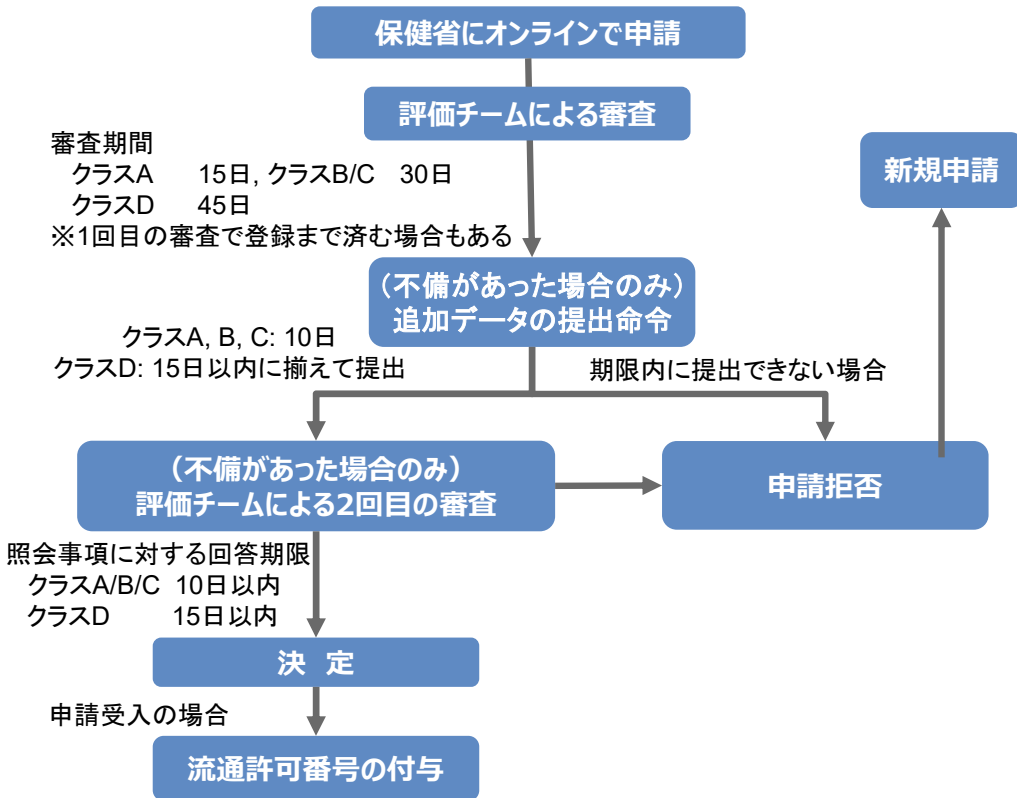 保健省にオンラインで申請
評価チームによる審査
審査期間
クラスA　15日, クラスB/C　30日
クラスD　45日
※1回目の審査で登録まで済む場合もある
新規申請
（不備があった場合のみ）
追加データの提出命令
クラスA, B, C: 10日
クラスD: 15日以内に揃えて提出
期限内に提出できない場合
（不備があった場合のみ）
評価チームによる2回目の審査
申請拒否
照会事項に対する回答期限
クラスA/B/C 10日以内
クラスD　15日以内
決 定
申請受入の場合
流通許可番号の付与